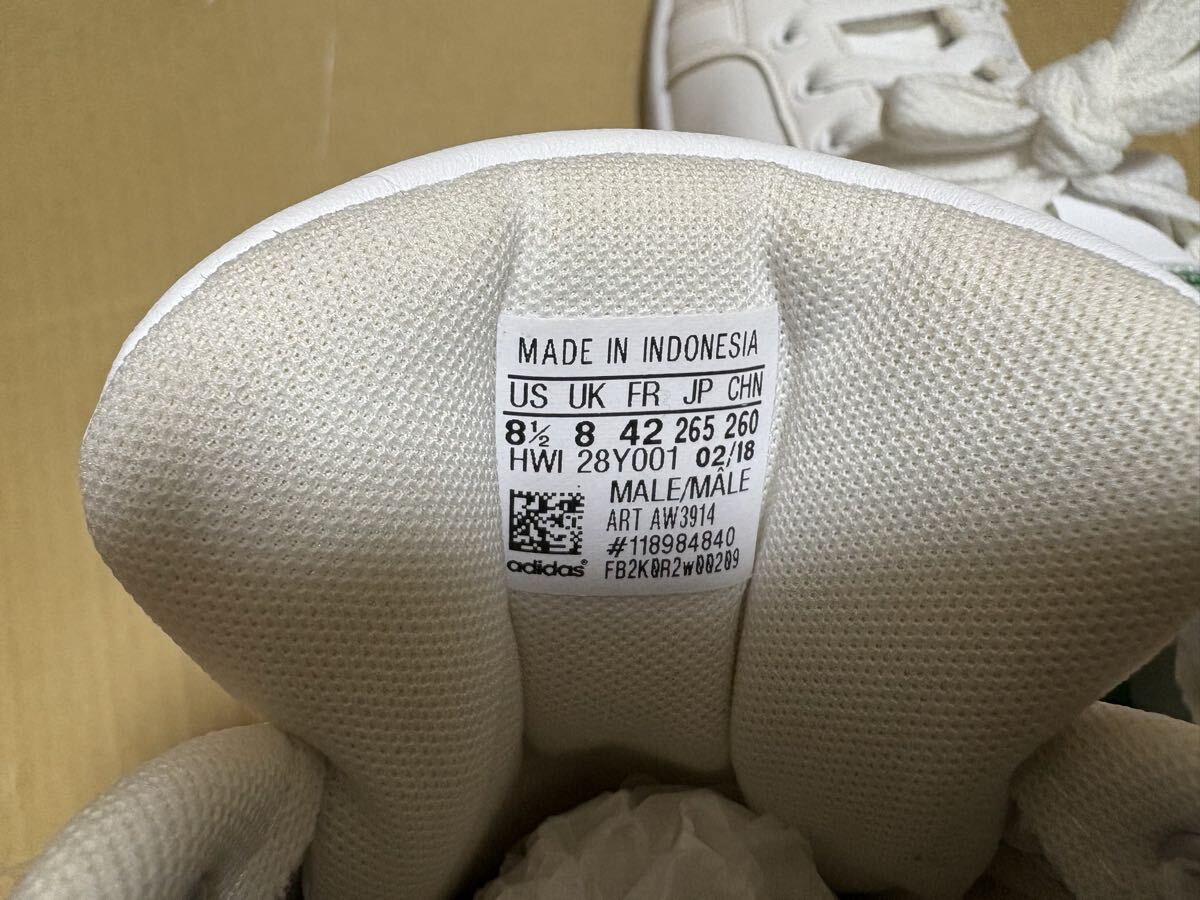 MADE IN INDONESIA
US UK FR JP CHN
8½ 8 42 265 260
HWI 28Y001 02/18
MALE/MÂLE
ART AW3914
#118984840
adidas® FB2K0R2W00209